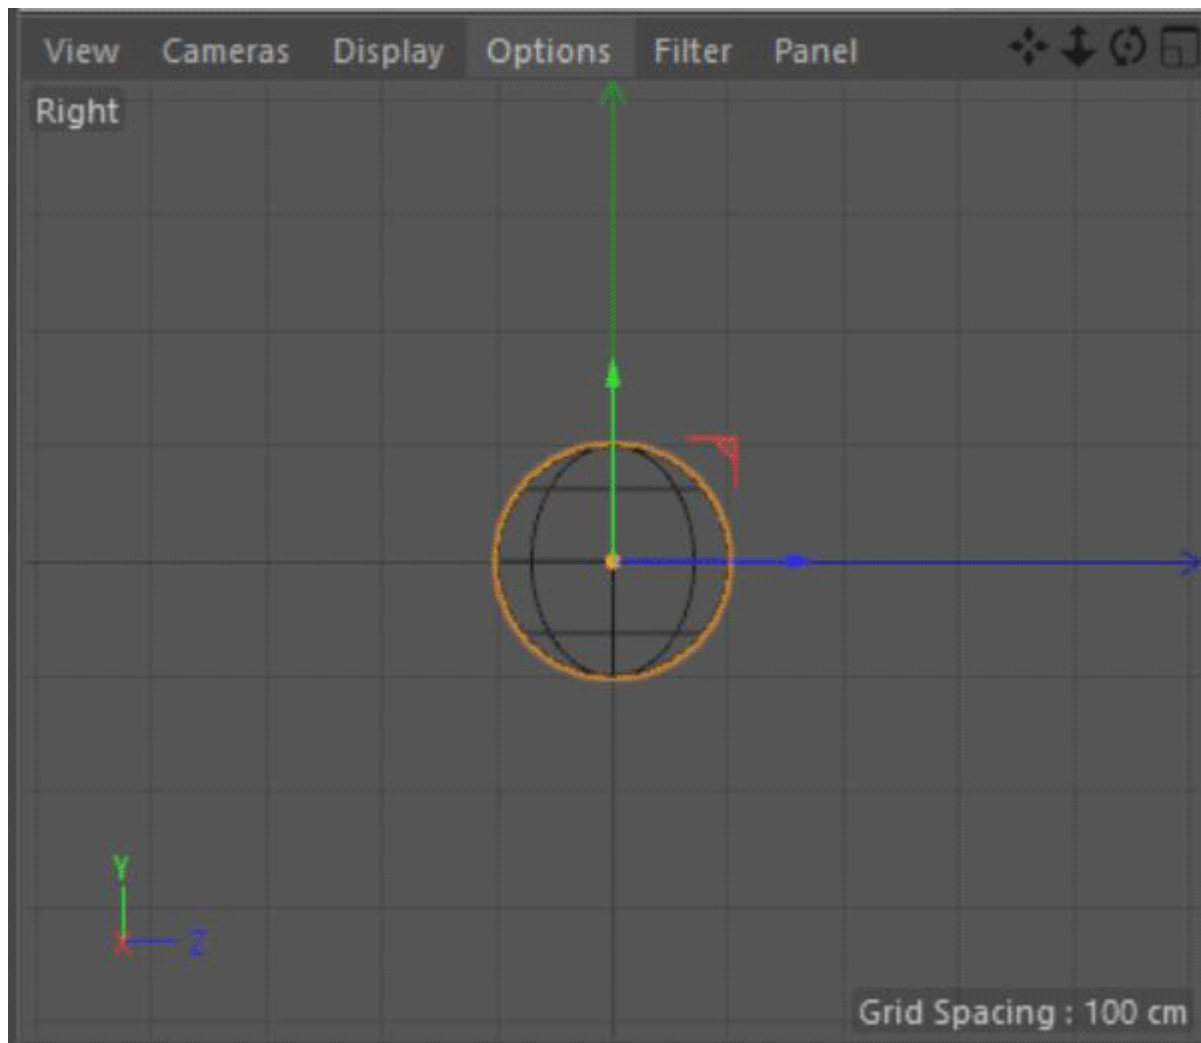 View Cameras Display Options Filter Panel
Right
Y
X Z
Grid Spacing : 100 cm